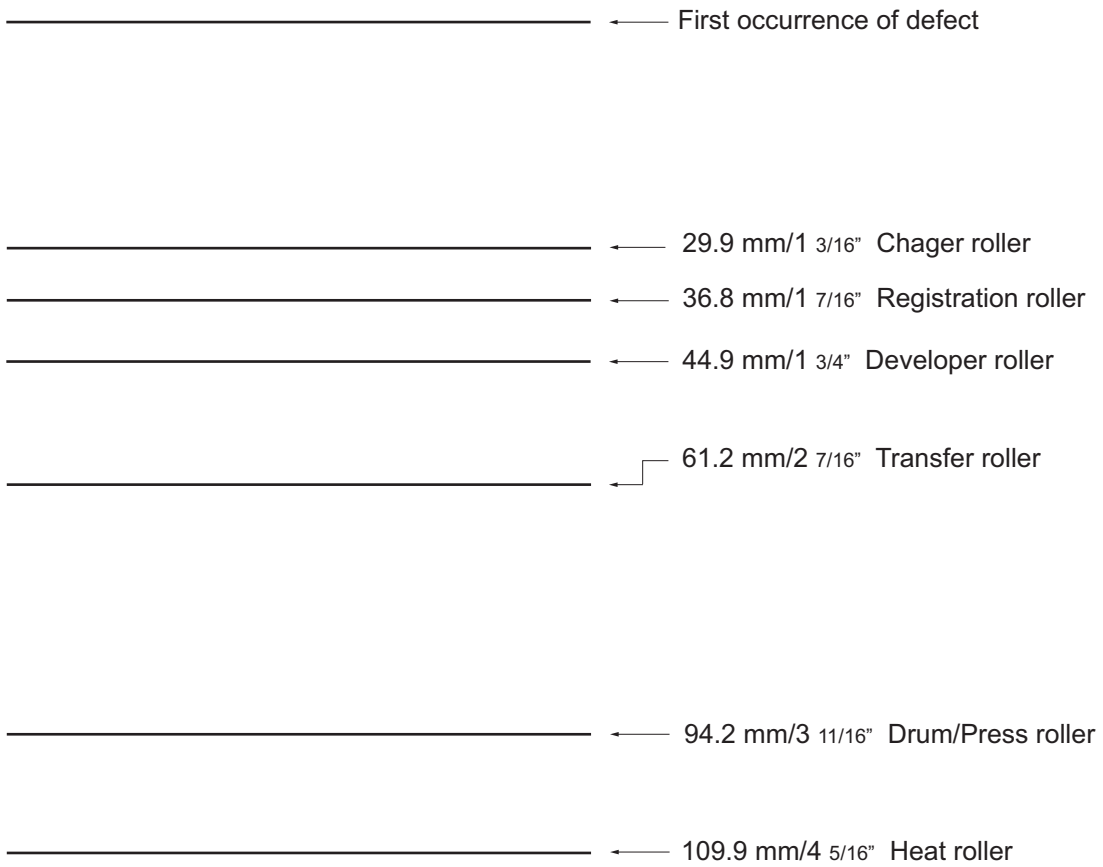 First occurrence of defect
29.9 mm/1 3/16” Chager roller
36.8 mm/1 7/16” Registration roller
44.9 mm/1 3/4” Developer roller
61.2 mm/2 7/16” Transfer roller
94.2 mm/3 11/16” Drum/Press roller
109.9 mm/4 5/16” Heat roller